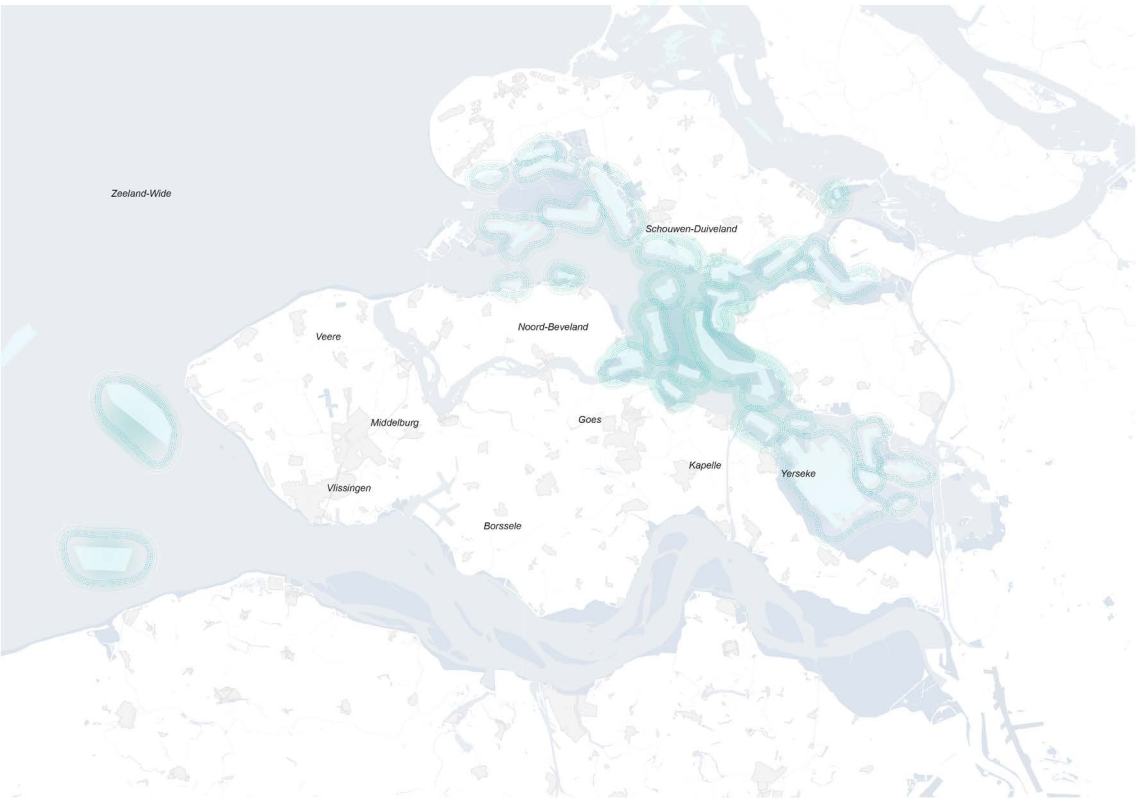 Zeeland-Wide
Schouwen-Duiveland
Noord-Beveland
Veere
Middelburg
Goes
Kapelle
Yerseke
Vlissingen
Borssele